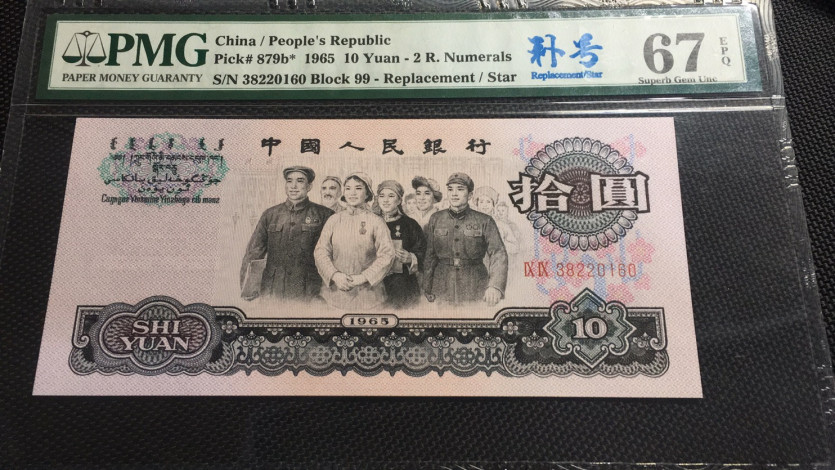 PMG
PAPER MONEY GUARANTY
China / People's Republic
Pick# 879b* 1965 10 Yuan - 2 R. Numerals
S/N 38220160 Block 99 - Replacement / Star
补号
Replacement/Star
67 EPQ
Superb Gem Unc
中國人民銀行
拾圓
ⅨⅨ 38220160
1965
SHI
YUAN
10